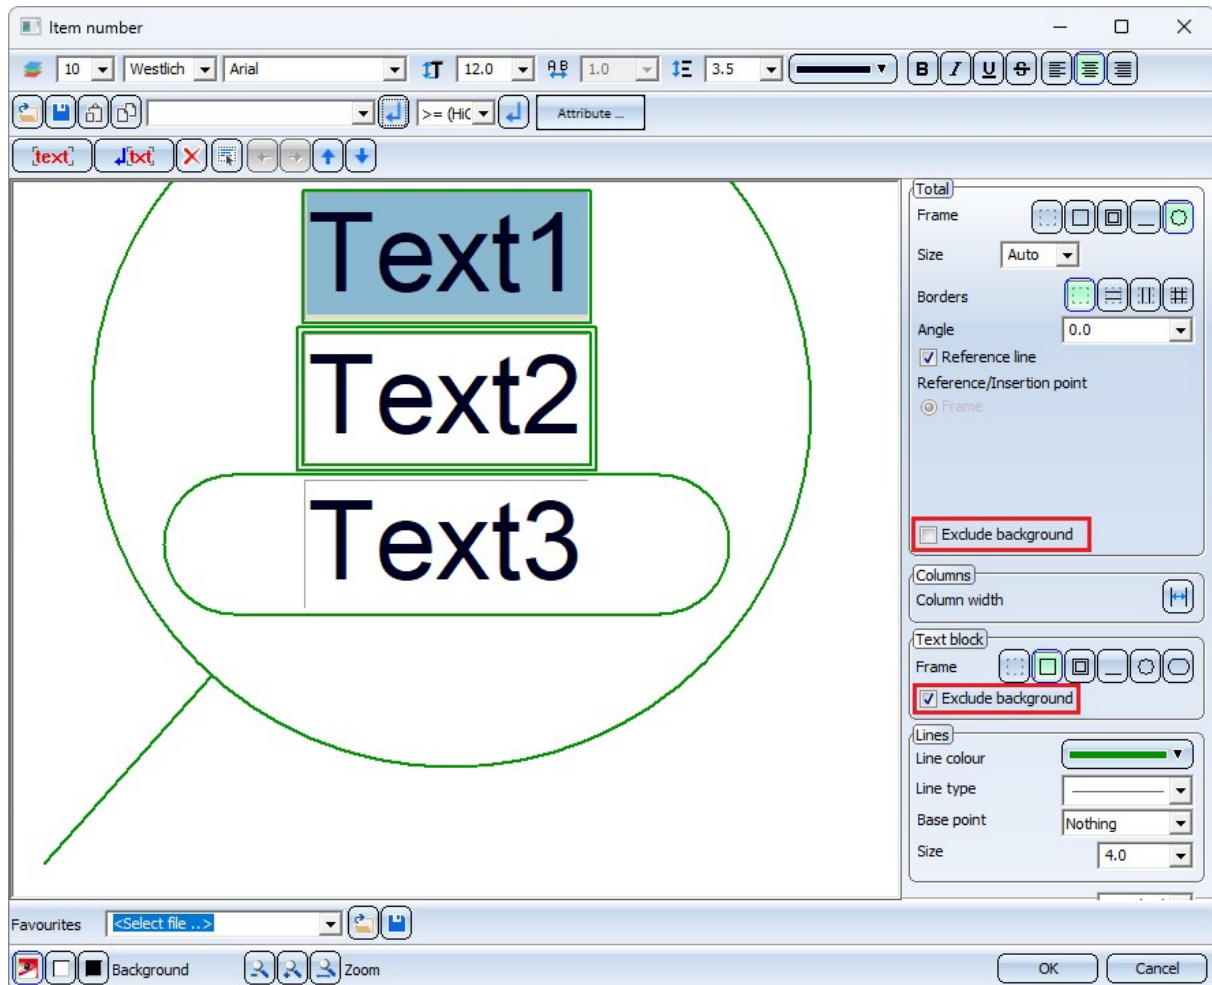 Item number
10 Westlich Arial 12.0 1.0 3.5 B I U S
>= (HiC Attribute ...
[text] [txt]
Total
Frame
Size Auto
Borders
Angle 0.0
Reference line
Reference/Insertion point
Frame
Exclude background
Columns
Column width
Text block
Frame
Exclude background
Lines
Line colour
Line type
Base point Nothing
Size 4.0
Text1
Text2
Text3
Favourites <Select file ..>
Background Zoom OK Cancel